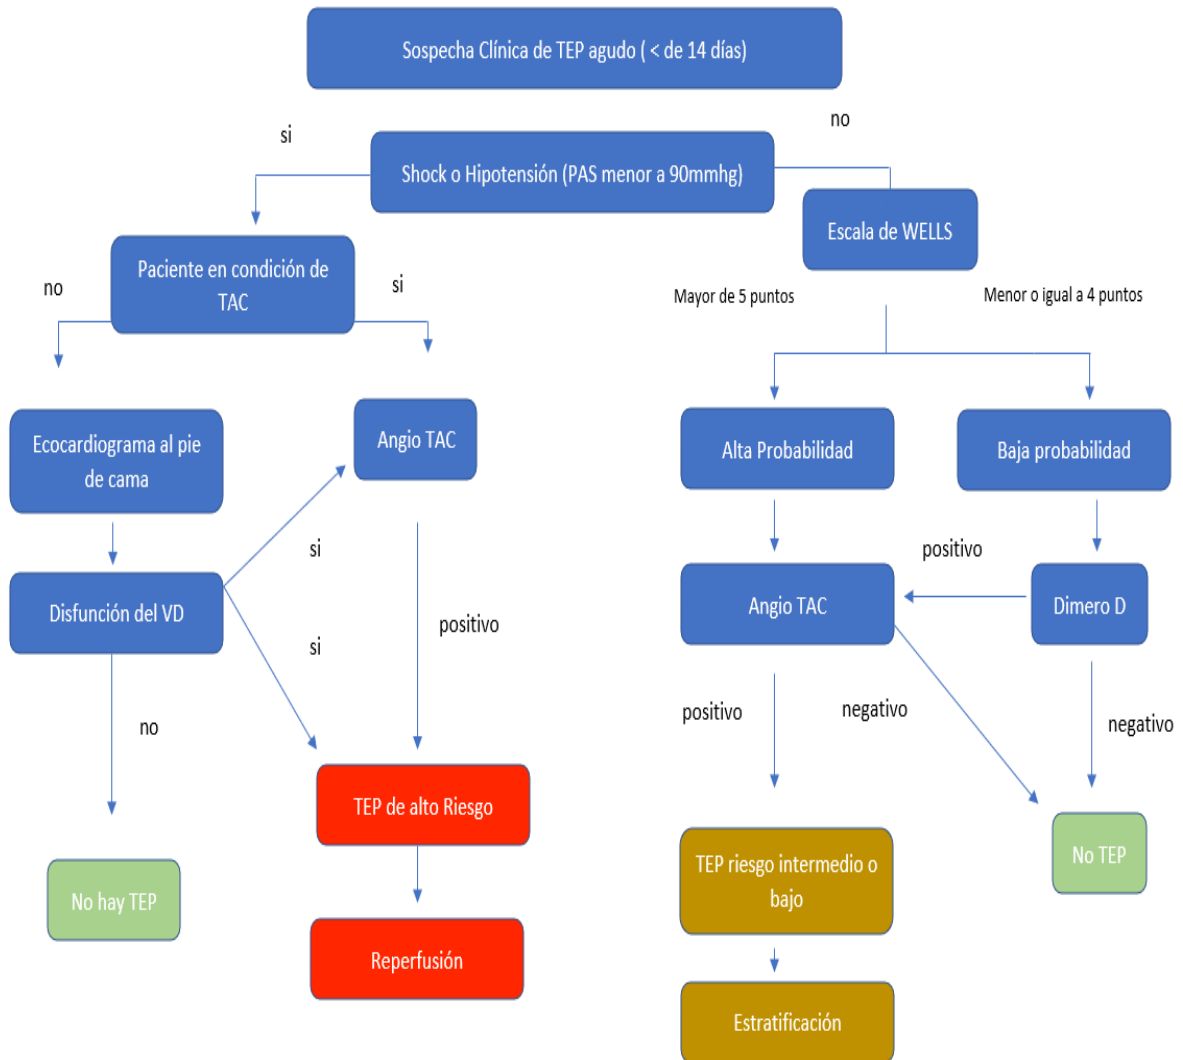 Sospecha Clínica de TEP agudo ( < de 14 días)
si
no
Shock o Hipotensión (PAS menor a 90mmhg)
Escala de WELLS
Paciente en condición de
TAC
no
si
Mayor de 5 puntos
Menor o igual a 4 puntos
Ecocardiograma al pie
de cama
Angio TAC
Alta Probabilidad
Baja probabilidad
si
positivo
Disfunción del VD
Angio TAC
Dimero D
positivo
si
no
positivo
negativo
negativo
TEP de alto Riesgo
TEP riesgo intermedio o
bajo
No TEP
No hay TEP
Reperfusión
Estratificación